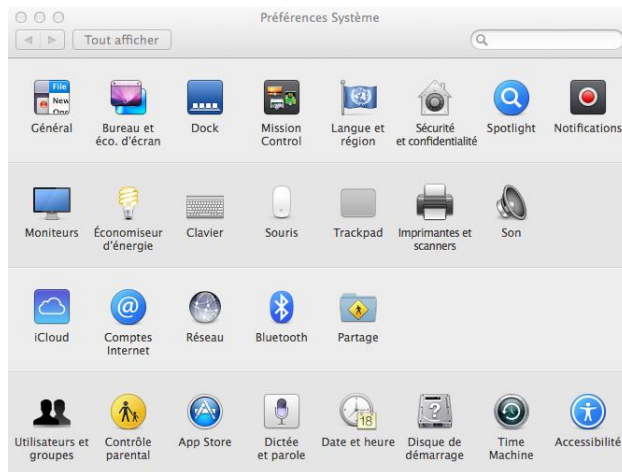 Préférences Système
Tout afficher
File
New
Général
Bureau et
éco. d'écran
Dock
Mission
Control
Langue et
région
Sécurité
et confidentialité
Spotlight
Notifications
Moniteurs
Économiseur
d'énergie
Clavier
Souris
Trackpad
Imprimantes et
scanners
Son
iCloud
@
Comptes
Internet
Réseau
Bluetooth
Partage
Utilisateurs et
groupes
Contrôle
parental
App Store
Dictée
et parole
18
Date et heure
?
Disque de
démarrage
Time
Machine
Accessibilité